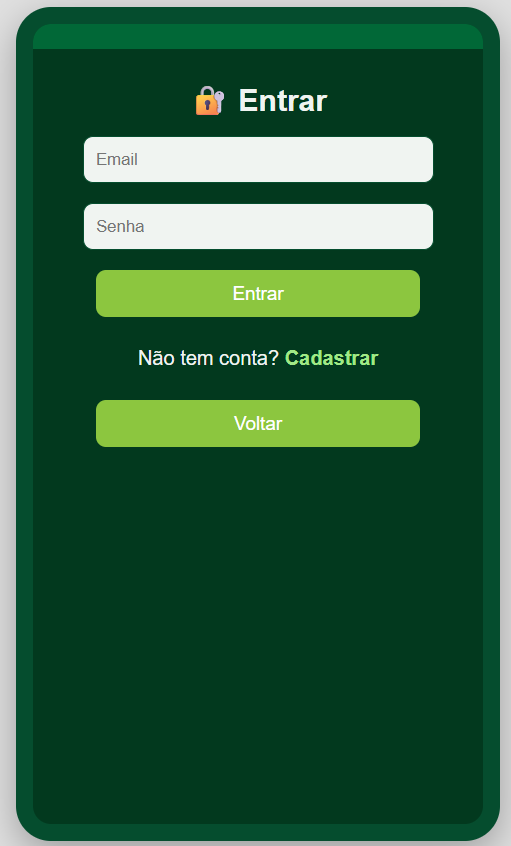 🔐 Entrar
Email
Senha
Entrar
Não tem conta? Cadastrar
Voltar